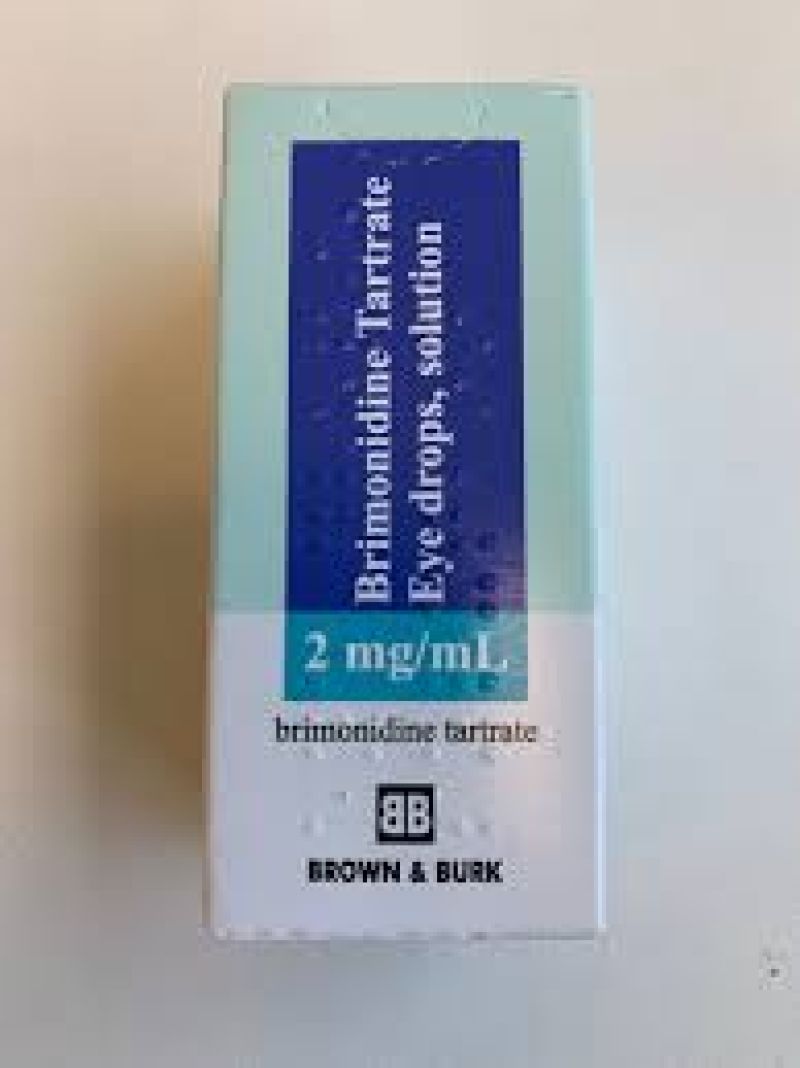 Brimonidine Tartrate
Eye drops, solution
2 mg/mL
brimonidine tartrate
BB
BROWN & BURK